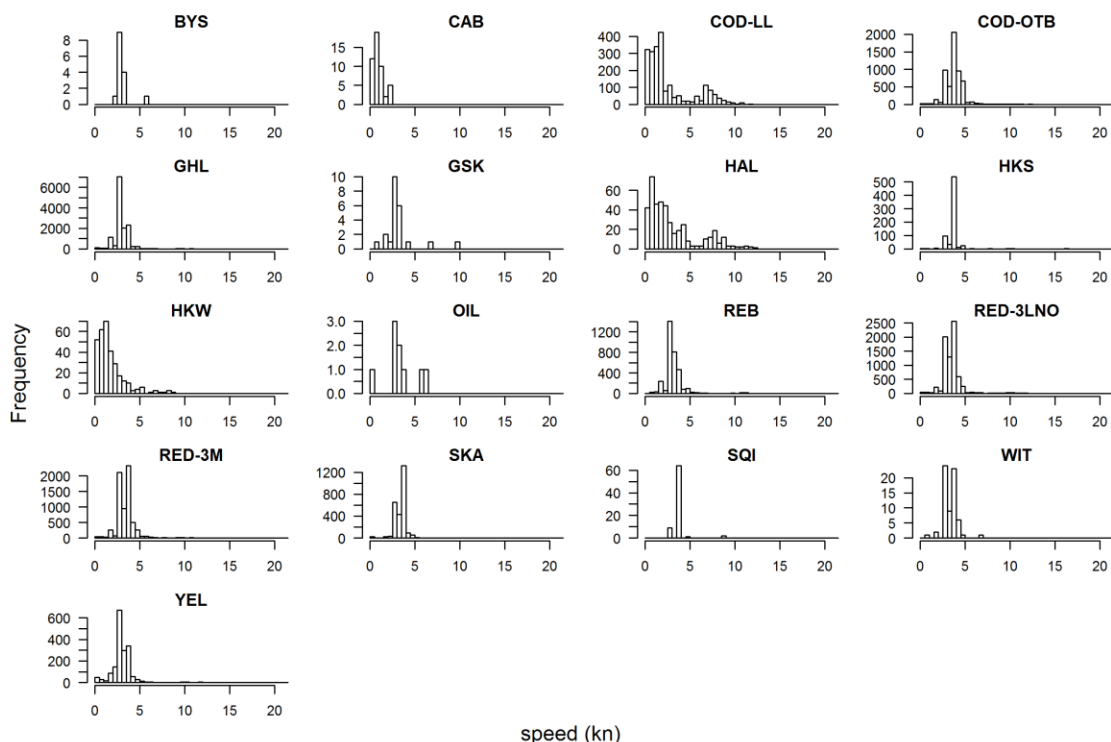 BYS
8
6
4
2
0
0 5 10 15 20
CAB
15
10
5
0
0 5 10 15 20
COD-LL
400
300
200
100
0
0 5 10 15 20
COD-OTB
2000
1500
1000
500
0
0 5 10 15 20
GHL
6000
4000
2000
0
0 5 10 15 20
GSK
10
8
6
4
2
0
0 5 10 15 20
HAL
60
40
20
0
0 5 10 15 20
HKS
500
400
300
200
100
0
0 5 10 15 20
Frequency
HKW
60
40
20
0
0 5 10 15 20
OIL
3.0
2.0
1.0
0.0
0 5 10 15 20
REB
1200
800
400
0
0 5 10 15 20
RED-3LNO
2500
2000
1500
1000
500
0
0 5 10 15 20
RED-3M
2000
1500
1000
500
0
0 5 10 15 20
SKA
1200
800
400
0
0 5 10 15 20
SQI
60
40
20
0
0 5 10 15 20
WIT
20
15
10
5
0
0 5 10 15 20
YEL
600
400
200
0
0 5 10 15 20
speed (kn)